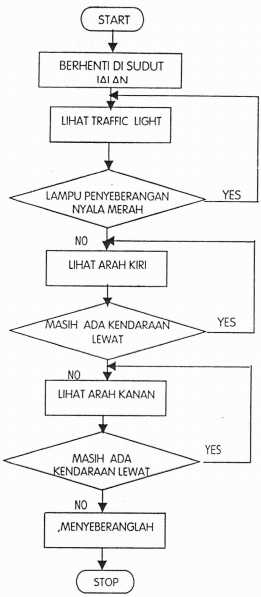 START
BERHENTI DI SUDUT
JALAN
LIHAT TRAFFIC LIGHT
LAMPU PENYEBERANGAN
NYALA MERAH
YES
NO
LIHAT ARAH KIRI
MASIH ADA KENDARAAN
LEWAT
YES
NO
LIHAT ARAH KANAN
MASIH ADA
KENDARAAN LEWAT
YES
NO
,MENYEBERANGLAH
STOP